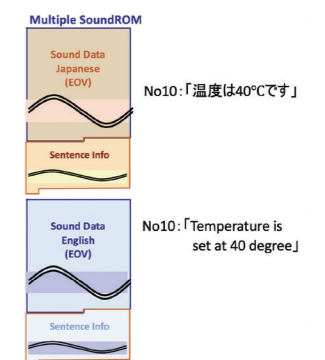 Multiple SoundROM
Sound Data
Japanese
(EOV)
No10:「温度は40℃です」
Sentence Info
Sound Data
English
(EOV)
No10:「Temperature is
set at 40 degree」
Sentence Info